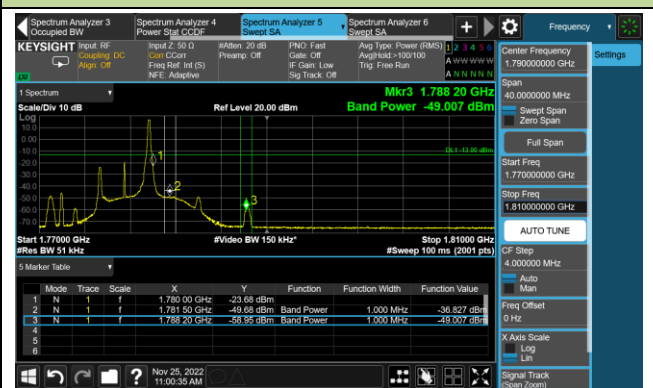 Spectrum Analyzer 3
Occupied BW
Spectrum Analyzer 4
Power Stat CCDF
Spectrum Analyzer 5
Swept SA
Spectrum Analyzer 6
Swept SA
+
Frequency
KEYSIGHT
Input: RF
Coupling: DC
Align: Off
Input Z: 50 Ω
Corr CCorr
Freq Ref: Int (S)
NFE: Adaptive
#Atten: 20 dB
Preamp: Off
PNO: Fast
Gate: Off
IF Gain: Low
Sig Track: Off
Avg Type: Power (RMS)
Avg|Hold:>100/100
Trig: Free Run
1 2 3 4 5 6
A W W W W W
A N N N N N
LXI
1 Spectrum
Scale/Div 10 dB
Ref Level 20.00 dBm
Mkr3 1.788 20 GHz
Band Power -49.007 dBm
Log
10.0
0.00
-10.0
-20.0
-30.0
-40.0
-50.0
-60.0
-70.0
DL1 -13.00 dBm
1
2
3
Start 1.77000 GHz
#Res BW 51 kHz
#Video BW 150 kHz*
Stop 1.81000 GHz
#Sweep 100 ms (2001 pts)
5 Marker Table
Mode Trace Scale X Y Function Function Width Function Value
1 N 1 f 1.780 00 GHz -23.68 dBm
2 N 1 f 1.781 50 GHz -49.68 dBm Band Power 1.000 MHz -36.827 dBm
3 N 1 f 1.788 20 GHz -58.95 dBm Band Power 1.000 MHz -49.007 dBm
4
5
6
Nov 25, 2022
11:00:35 AM
Settings
Center Frequency
1.790000000 GHz
Span
40.0000000 MHz
Swept Span
Zero Span
Full Span
Start Freq
1.770000000 GHz
Stop Freq
1.810000000 GHz
AUTO TUNE
CF Step
4.000000 MHz
Auto
Man
Freq Offset
0 Hz
X Axis Scale
Log
Lin
Signal Track
(Span Zoom)